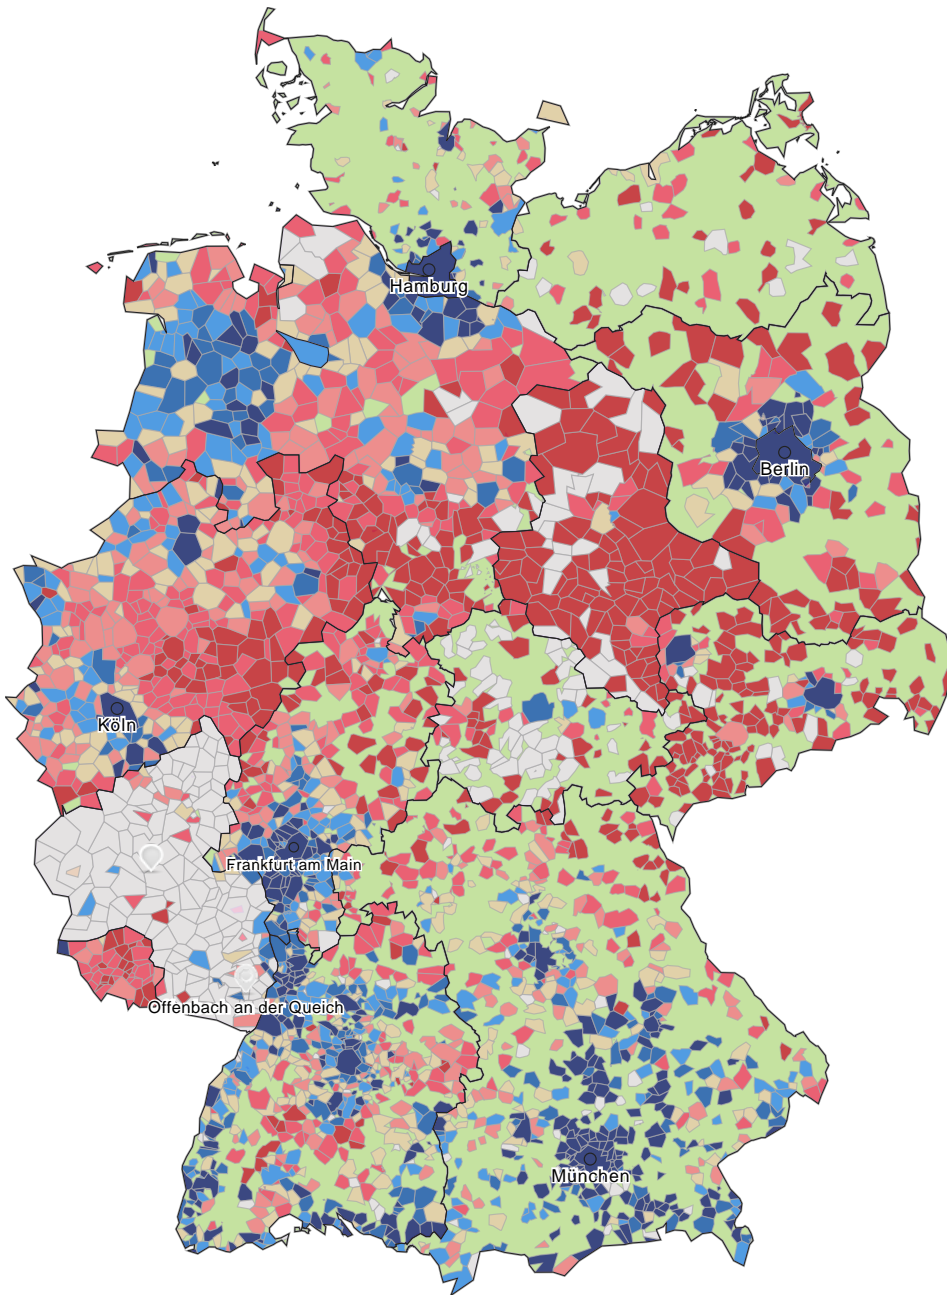 Hamburg
Berlin
Köln
Frankfurt am Main
Offenbach an der Queich
München